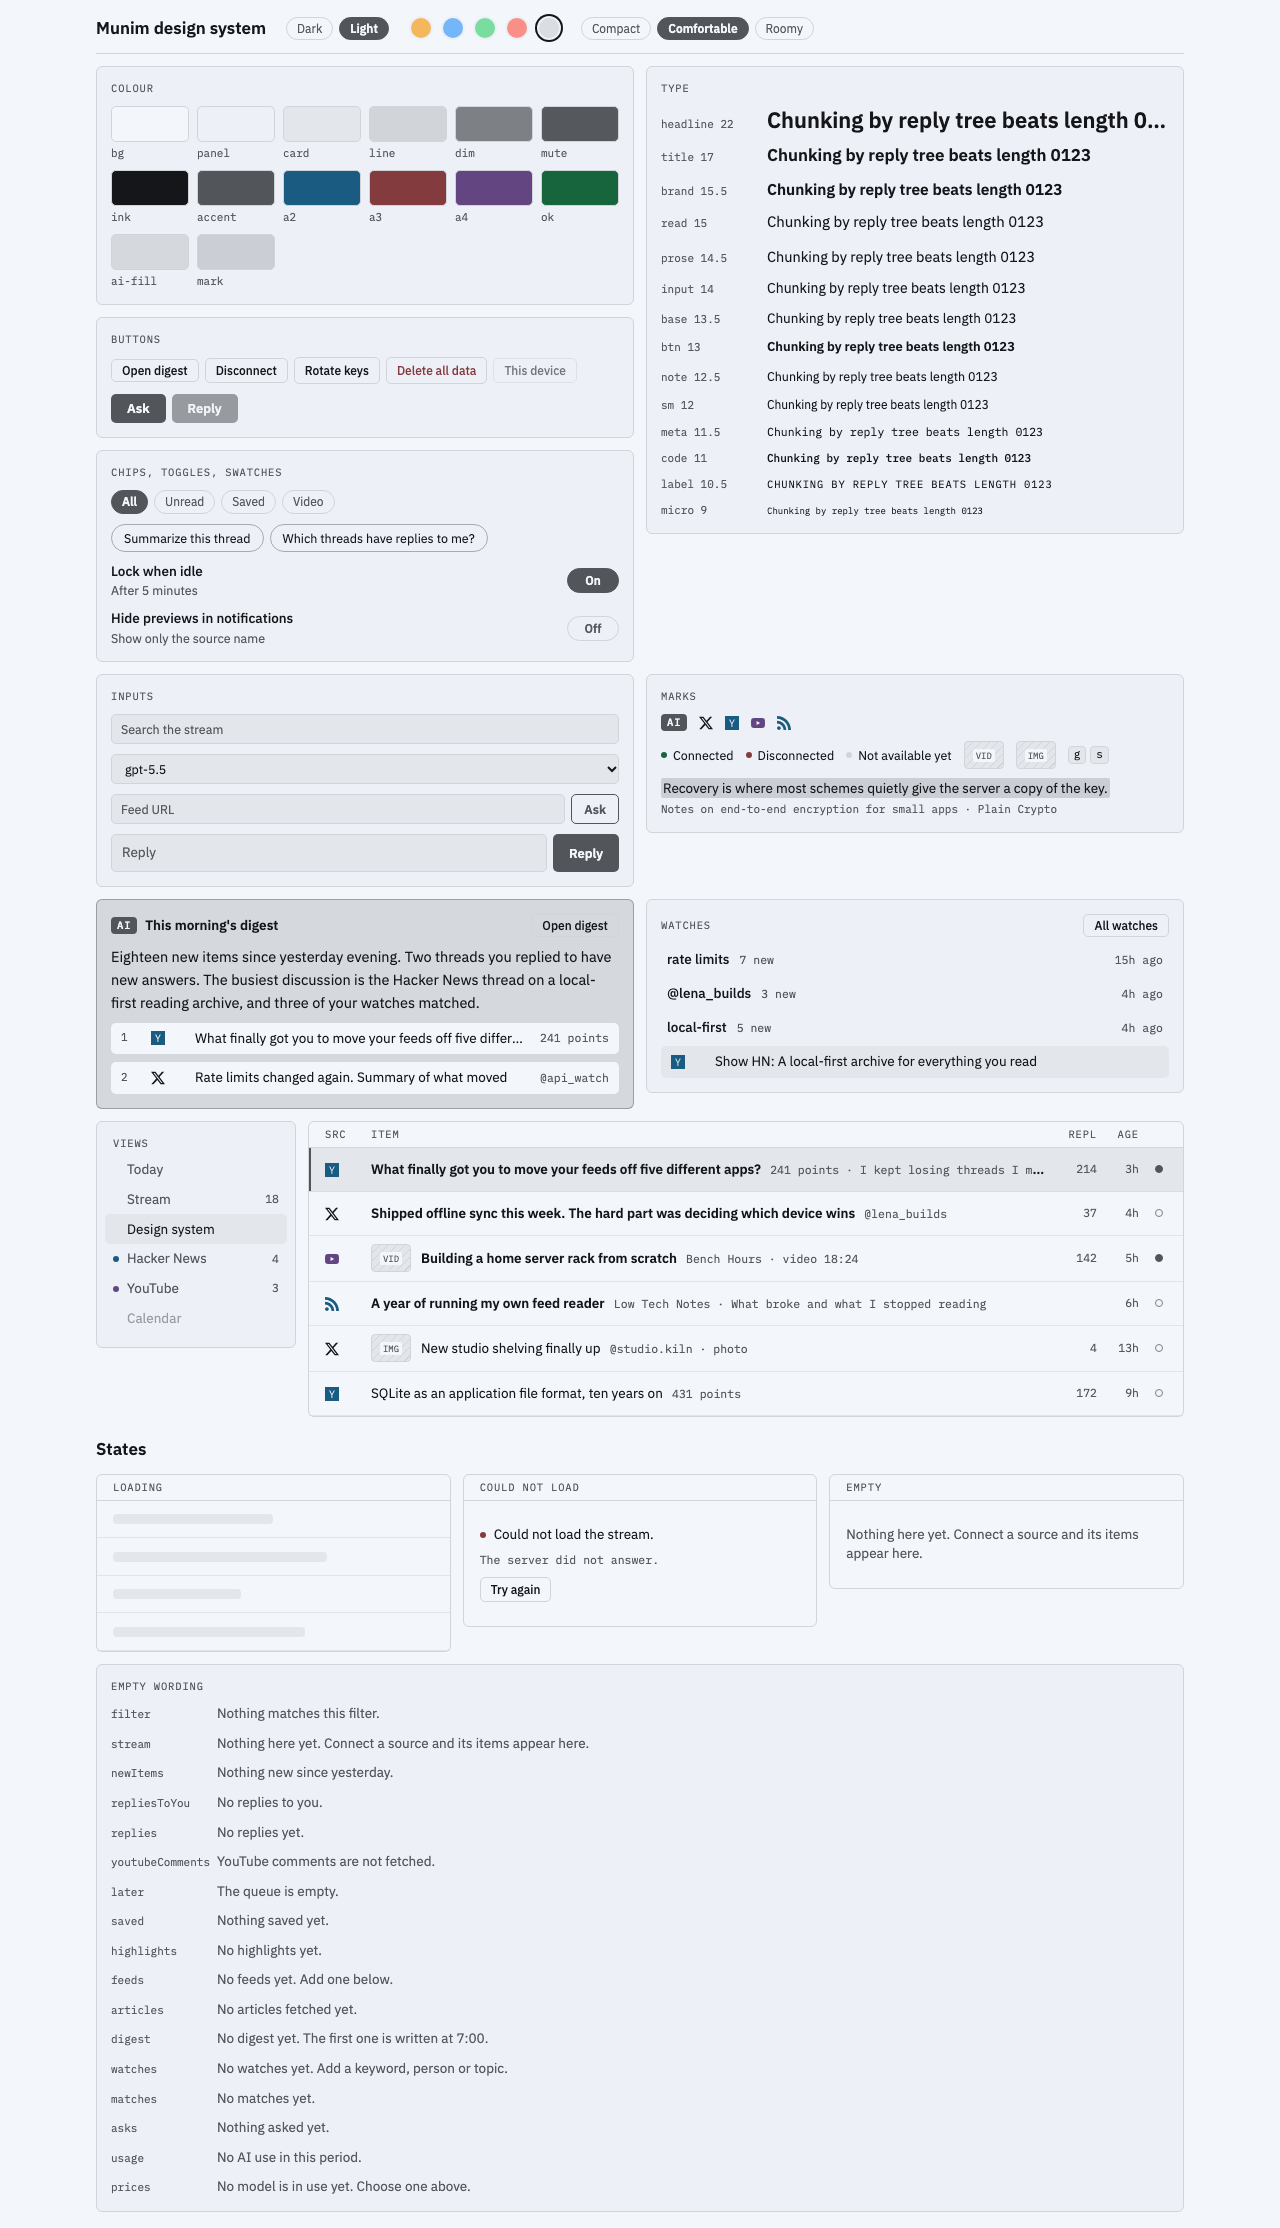 Munim design system Dark Light Compact Comfortable Roomy
COLOUR
bg panel card line dim mute
ink accent a2 a3 a4 ok
ai-fill mark
TYPE
headline 22 Chunking by reply tree beats length 0...
title 17 Chunking by reply tree beats length 0123
brand 15.5 Chunking by reply tree beats length 0123
read 15 Chunking by reply tree beats length 0123
prose 14.5 Chunking by reply tree beats length 0123
input 14 Chunking by reply tree beats length 0123
base 13.5 Chunking by reply tree beats length 0123
btn 13 Chunking by reply tree beats length 0123
note 12.5 Chunking by reply tree beats length 0123
sm 12 Chunking by reply tree beats length 0123
meta 11.5 Chunking by reply tree beats length 0123
code 11 Chunking by reply tree beats length 0123
label 10.5 CHUNKING BY REPLY TREE BEATS LENGTH 0123
micro 9 Chunking by reply tree beats length 0123
BUTTONS
Open digest Disconnect Rotate keys Delete all data This device
Ask Reply
CHIPS, TOGGLES, SWATCHES
All Unread Saved Video
Summarize this thread Which threads have replies to me?
Lock when idle
After 5 minutes
On
Hide previews in notifications
Show only the source name
Off
INPUTS
Search the stream
gpt-5.5
Feed URL Ask
Reply Reply
MARKS
AI X Y
Connected Disconnected Not available yet VID IMG g s
Recovery is where most schemes quietly give the server a copy of the key.
Notes on end-to-end encryption for small apps · Plain Crypto
AI This morning's digest Open digest
Eighteen new items since yesterday evening. Two threads you replied to have
new answers. The busiest discussion is the Hacker News thread on a local-
first reading archive, and three of your watches matched.
1 Y What finally got you to move your feeds off five differ... 241 points
2 X Rate limits changed again. Summary of what moved @api_watch
WATCHES All watches
rate limits 7 new 15h ago
@lena_builds 3 new 4h ago
local-first 5 new 4h ago
Y Show HN: A local-first archive for everything you read
VIEWS
Today
Stream 18
Design system
Hacker News 4
YouTube 3
Calendar
SRC ITEM REPL AGE
Y What finally got you to move your feeds off five different apps? 241 points · I kept losing threads I m... 214 3h
X Shipped offline sync this week. The hard part was deciding which device wins @lena_builds 37 4h
VID Building a home server rack from scratch Bench Hours · video 18:24 142 5h
A year of running my own feed reader Low Tech Notes · What broke and what I stopped reading 6h
X IMG New studio shelving finally up @studio.kiln · photo 4 13h
Y SQLite as an application file format, ten years on 431 points 172 9h
States
LOADING
COULD NOT LOAD
Could not load the stream.
The server did not answer.
Try again
EMPTY
Nothing here yet. Connect a source and its items
appear here.
EMPTY WORDING
filter Nothing matches this filter.
stream Nothing here yet. Connect a source and its items appear here.
newItems Nothing new since yesterday.
repliesToYou No replies to you.
replies No replies yet.
youtubeComments YouTube comments are not fetched.
later The queue is empty.
saved Nothing saved yet.
highlights No highlights yet.
feeds No feeds yet. Add one below.
articles No articles fetched yet.
digest No digest yet. The first one is written at 7:00.
watches No watches yet. Add a keyword, person or topic.
matches No matches yet.
asks Nothing asked yet.
usage No AI use in this period.
prices No model is in use yet. Choose one above.